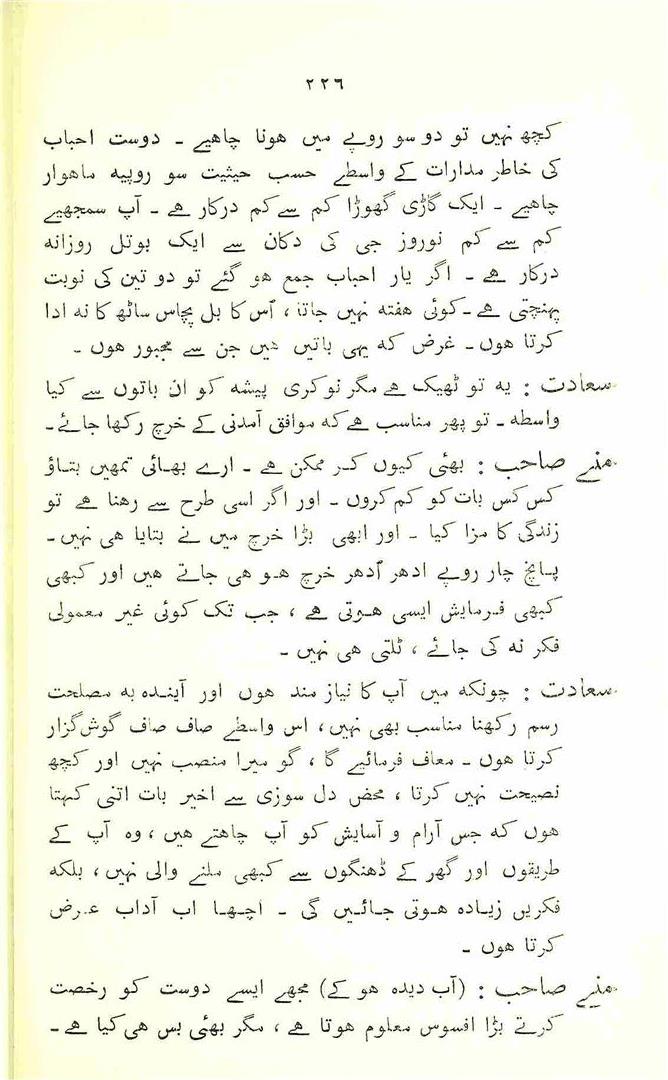 ۲۲٦
کچھ نہیں تو دو سو روپے میں ہونا چاہیے ۔ دوست احباب
کی خاطر مدارات کے واسطے حسب حیثیت سو روپیہ ماہوار
چاہیے ۔ ایک گاڑی گھوڑا کم سے کم درکار ہے ۔ آپ سمجھیے
کم سے کم نوروز جی کی دکان سے ایک بوتل روزانہ
درکار ہے ۔ اگر یار احباب جمع ہو گئے تو دو تین کی نوبت
پہنچتی ہے ۔ کوئی ہفتہ نہیں جاتا ، اُس کا بل پچاس ساٹھ کا نہ ادا
کرتا ہوں ۔ غرض کہ یہی باتیں ہیں جن سے مجبور ہوں ۔
سعادت : یہ تو ٹھیک ہے مگر نوکری پیشہ کو ان باتوں سے کیا
واسطہ ۔ تو پھر مناسب ہے کہ موافق آمدنی کے خرچ رکھا جائے ۔
منے صاحب : بھئی کیوں کر ممکن ہے ۔ ارے بھائی تمھیں بتاؤ
کس کس بات کو کم کروں ۔ اور اگر اسی طرح سے رہنا ہے تو
زندگی کا مزا کیا ۔ اور ابھی بڑا خرچ میں نے بتایا ہی نہیں ۔
پانچ چار روپے ادھر اُدھر خرچ ہو ہی جاتے ہیں اور کبھی
کبھی فرمایش ایسی ہوتی ہے ، جب تک کوئی غیر معمولی
فکر نہ کی جائے ، ٹلتی ہی نہیں ۔
سعادت : چونکہ میں آپ کا نیاز مند ہوں اور آیندہ بہ مصلحت
رسم رکھنا مناسب بھی نہیں ، اس واسطے صاف صاف گوش گزار
کرتا ہوں ۔ معاف فرمائیے گا ، گو میرا منصب نہیں اور کچھ
نصیحت نہیں کرتا ، محض دل سوزی سے اخیر بات اتنی کہتا
ہوں کہ جس آرام و آسایش کو آپ چاہتے ہیں ، وہ آپ کے
طریقوں اور گھر کے ڈھنگوں سے کبھی ملنے والی نہیں ، بلکہ
فکریں زیادہ ہوتی جائیں گی ۔ اچھا اب آداب عرض
کرتا ہوں ۔
منے صاحب : (آب دیدہ ہو کے) مجھے ایسے دوست کو رخصت
کرتے بڑا افسوس معلوم ہوتا ہے ، مگر بھئی بس ہی کیا ہے ۔